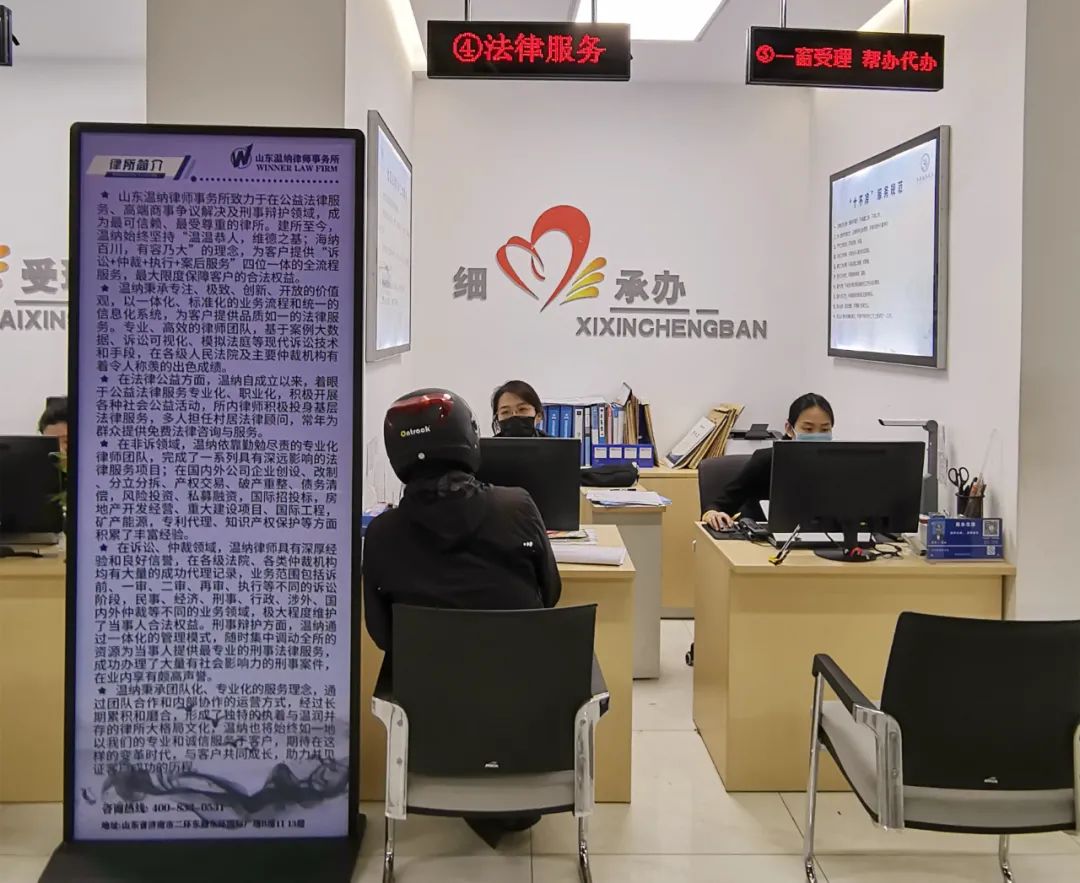 ④法律服务
③一窗受理 帮办代办
律所简介
山东温纳律师事务所
WINNER LAW FIRM
★ 山东温纳律师事务所致力于在公益法律服
务、高端商事争议解决及刑事辩护领域，成
为最可信赖、最受尊重的律所。建所至今，
温纳始终坚持“温温恭人，维德之基；海纳
百川，有容乃大”的理念，为客户提供“诉
讼+仲裁+执行+案后服务”四位一体的全流程
服务，最大限度保障客户的合法权益。
★ 温纳秉承专注、极致、创新、开放的价值
观，以一体化、标准化的业务流程和统一的
信息化系统，为客户提供品质如一的法律服
务。专业、高效的律师团队，基于案例大数
据、诉讼可视化、模拟法庭等现代诉讼技术
和手段，在各级人民法院及主要仲裁机构有
着令人称羡的出色成绩。
★ 在法律公益方面，温纳自成立以来，着眼
于公益法律服务专业化、职业化，积极开展
各种社会公益活动，所内律师积极投身基层
法律服务，多人担任村居法律顾问，常年为
群众提供免费法律咨询与服务。
★ 在非诉领域，温纳依靠勤勉尽责的专业化
律师团队，完成了一系列具有深远影响的法
律服务项目；在国内外公司企业创设、改制
、分立分拆、产权交易、破产重整、债务清
偿，风险投资、私募融资，国际招投标，房
地产开发经营、重大建设项目、国际工程，
矿产能源，专利代理、知识产权保护等方面
积累了丰富经验。
★ 在诉讼、仲裁领域，温纳律师具有深厚经
验和良好信誉，在各级法院、各类仲裁机构
均有大量的成功代理记录，业务范围包括诉
前、一审、二审、再审、执行等不同的诉讼
阶段，民事、经济、刑事、行政、涉外、国
内外仲裁等不同的业务领域，极大程度维护
了当事人合法权益。刑事辩护方面，温纳通
过一体化的管理模式，随时集中调动全所的
资源为当事人提供最专业的刑事法律服务，
成功办理了大量有社会影响力的刑事案件，
在业内享有颇高声誉。
★ 温纳秉承团队化、专业化的服务理念，通
过团队合作和内部协作的运营方式，经过长
期累积和磨合，形成了独特的执着与温润并
存的律所大格局文化，温纳也将始终如一地
以我们的专业和诚信服务于客户，期待在这
样的变革时代，与客户共同成长，助力并见
证客户成功的历程。
咨询热线: 400-833-0531
受理
AIXIN
细 承办
XIXINCHENGBAN
服务规范
Ontrack